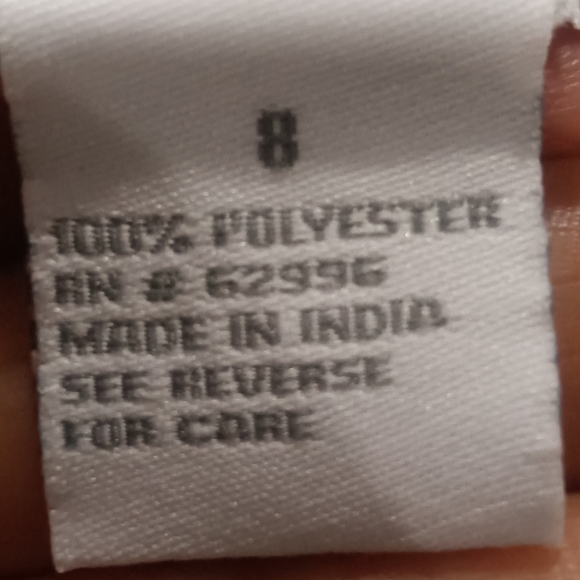 8
100% POLYESTER
RN # 62996
MADE IN INDIA
SEE REVERSE
FOR CARE